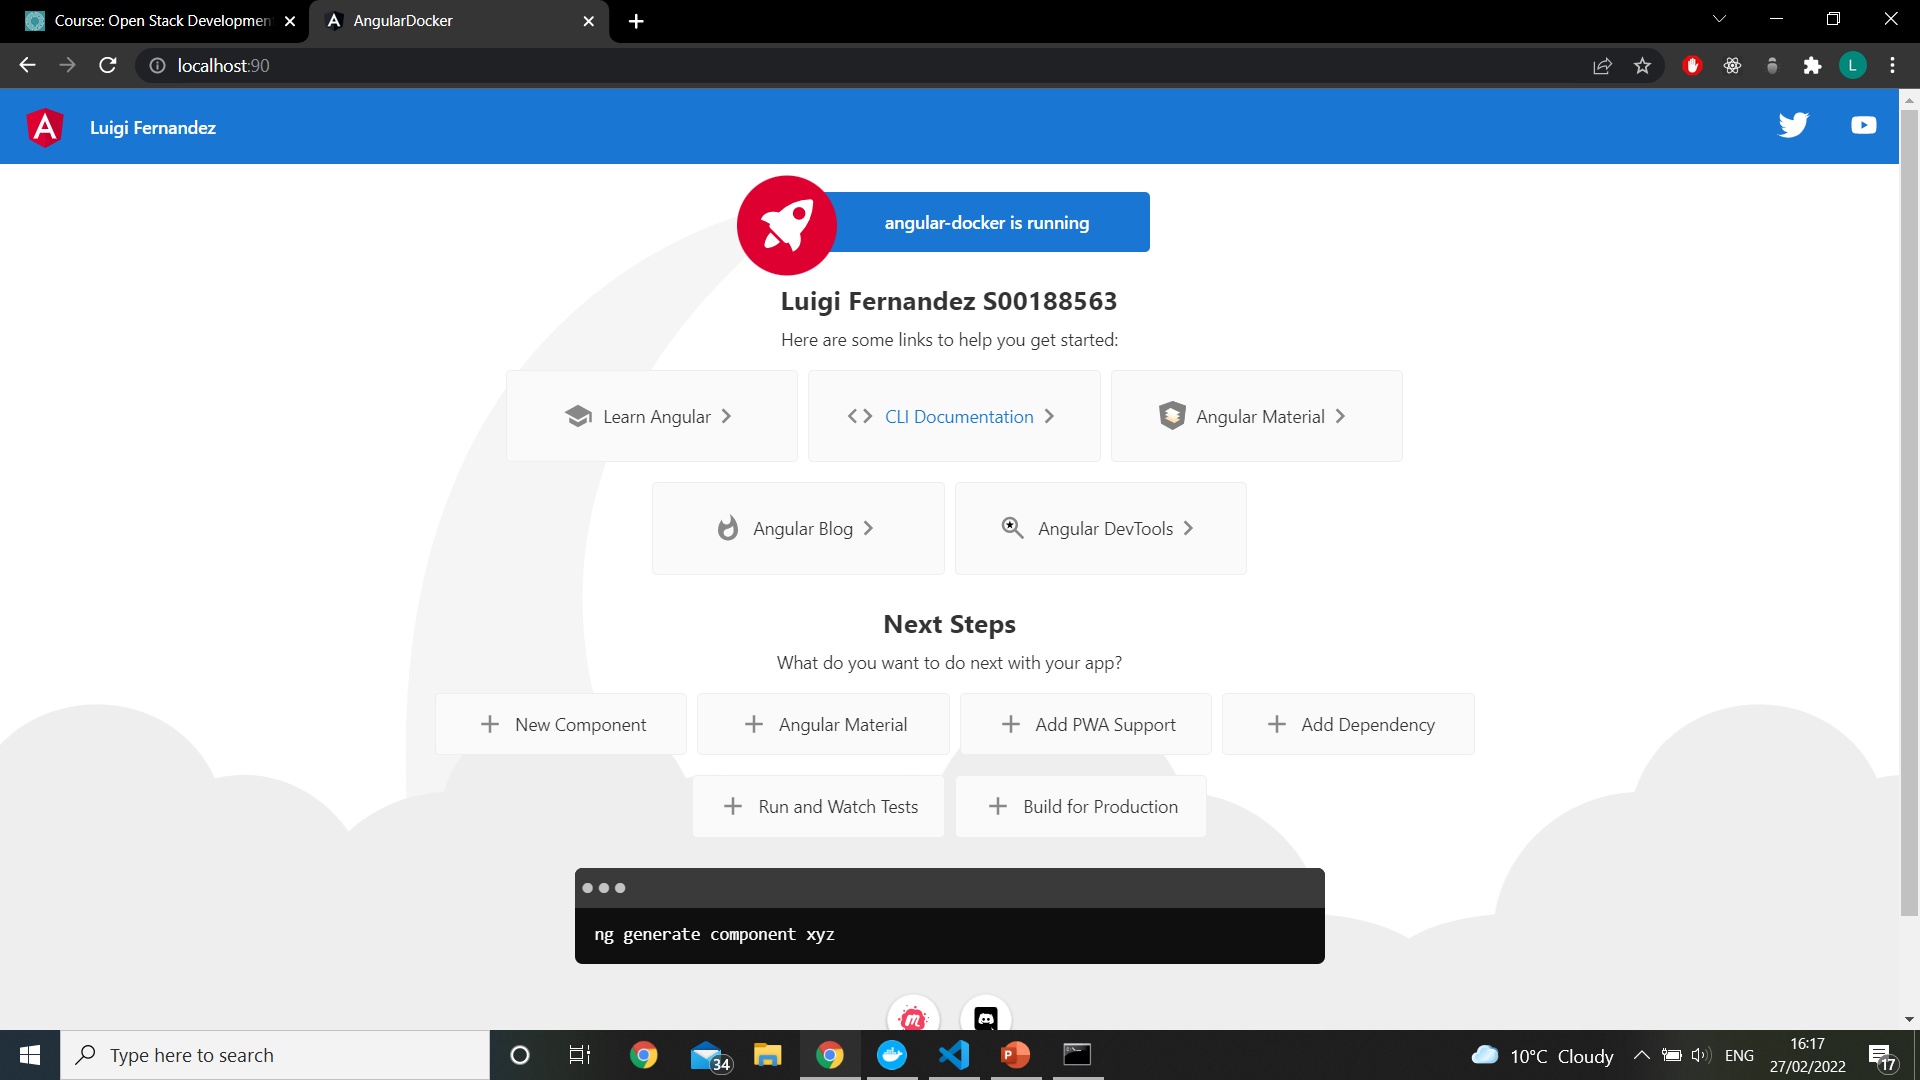 Course: Open Stack Developmen
AngularDocker
localhost:90
L
Luigi Fernandez
angular-docker is running
Luigi Fernandez S00188563
Here are some links to help you get started:
Learn Angular
CLI Documentation
Angular Material
Angular Blog
Angular DevTools
Next Steps
What do you want to do next with your app?
New Component
Angular Material
Add PWA Support
Add Dependency
Run and Watch Tests
Build for Production
ng generate component xyz
Type here to search
34
10°C Cloudy
ENG
16:17
27/02/2022
17